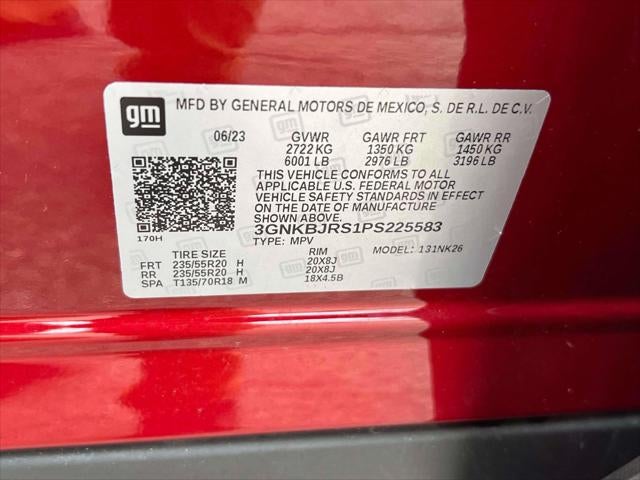 gm MFD BY GENERAL MOTORS DE MEXICO, S. DE R.L. DE C.V.
06/23 GVWR GAWR FRT GAWR RR
2722 KG 1350 KG 1450 KG
6001 LB 2976 LB 3196 LB
THIS VEHICLE CONFORMS TO ALL
APPLICABLE U.S. FEDERAL MOTOR
VEHICLE SAFETY STANDARDS IN EFFECT
ON THE DATE OF MANUFACTURE
SHOWN ABOVE.
3GNKBJRS1PS225583
170H TYPE: MPV MODEL: 131NK26
TIRE SIZE RIM
FRT 235/55R20 H 20X8J
RR 235/55R20 H 20X8J
SPA T135/70R18 M 18X4.5B